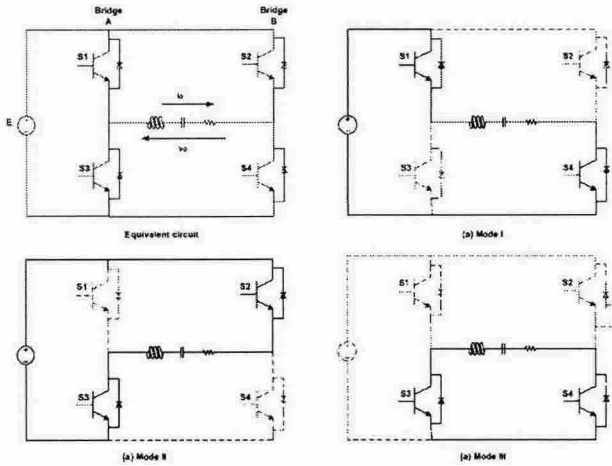 Bridge
A
Bridge
B
S1
S2
Io
E
Vo
S3
S4
Equivalent circuit
S1
S2
S3
S4
(a) Mode I
S1
S2
S3
S4
(a) Mode II
S1
S2
S3
S4
(a) Mode III